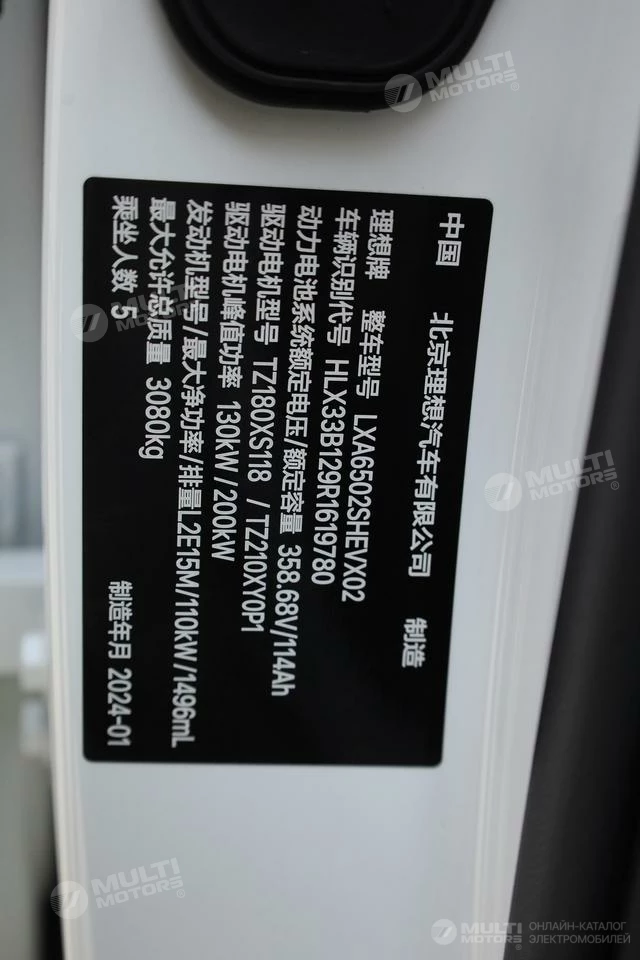 中国 北京理想汽车有限公司 制造
理想牌 整车型号 LXA6502SHEVX02
车辆识别代号 HLX33B129R1619780
动力电池系统额定电压/额定容量 358.68V/114Ah
驱动电机型号 TZ180XS118 / TZ210XY0P1
驱动电机峰值功率 130kW/200kW
发动机型号/最大净功率/排量L2E15M/110kW/1496mL
最大允许总质量 3080kg
乘坐人数 5 制造年月 2024-01
MULTI MOTORS®
MULTI MOTORS®
MULTI MOTORS®
MULTI MOTORS®
MULTI MOTORS® ОНЛАЙН-КАТАЛОГ
ЭЛЕКТРОМОБИЛЕЙ